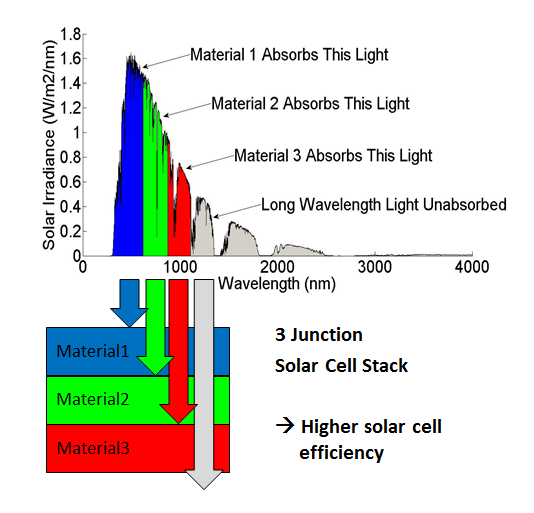 1.8
1.6
1.4
1.2
1
0.8
0.6
0.4
0.2
0
Solar Irradiance (W/m2/nm)
Material 1 Absorbs This Light
Material 2 Absorbs This Light
Material 3 Absorbs This Light
Long Wavelength Light Unabsorbed
0 1000 2000 3000 4000
Wavelength (nm)
Material1
Material2
Material3
3 Junction
Solar Cell Stack
→ Higher solar cell
efficiency